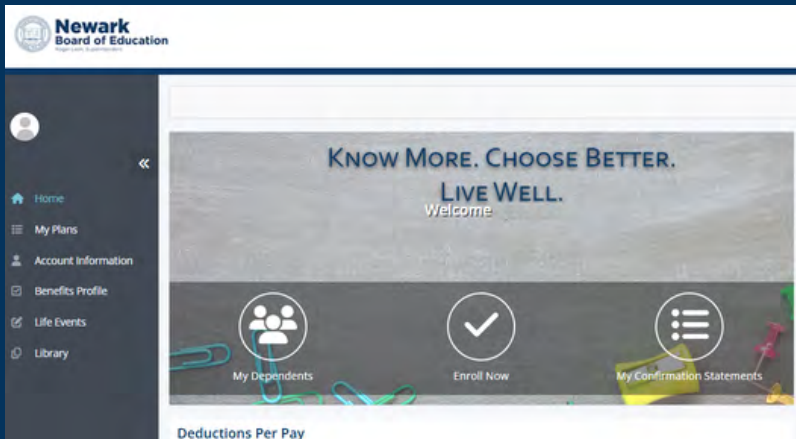 Newark
Board of Education
KNOW MORE. CHOOSE BETTER.
LIVE WELL.
Welcome
Home
My Plans
Account Information
Benefits Profile
Life Events
Library
My Dependents
Enroll Now
My Confirmation Statements
Deductions Per Pay